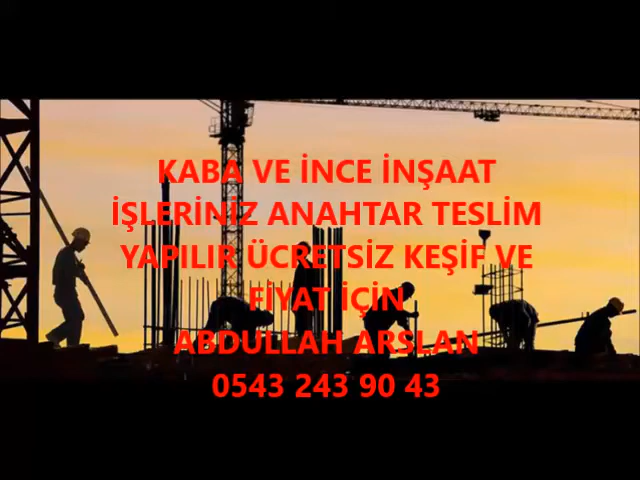 KABA VE İNCE İNŞAAT
İŞLERİNİZ ANAHTAR TESLİM
YAPILIR ÜCRETSİZ KEŞİF VE
FİYAT İÇİN
ABDULLAH ARSLAN
0543 243 90 43